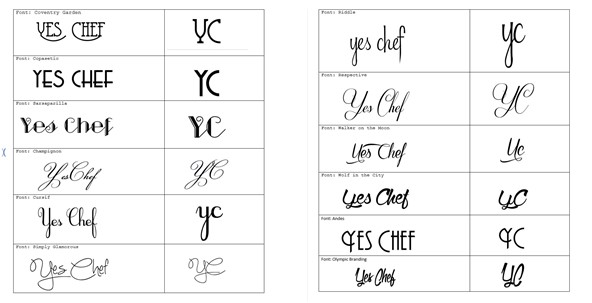 Font: Coventry Garden
YES CHEF YC
Font: Copasetic
YES CHEF YC
Font: Sarsaparilla
Yes Chef YC
Font: Champignon
Yes Chef YC
Font: Cursif
Yes Chef yc
Font: Simply Glamorous
Yes Chef YC
Font: Riddle
yes chef yc
Font: Respective
Yes Chef YC
Font: Walker on the Moon
Yes Chef Yc
Font: Wolf in the City
Yes Chef yC
Font: Andes
YES CHEF YC
Font: Olympic Branding
Yes Chef YC